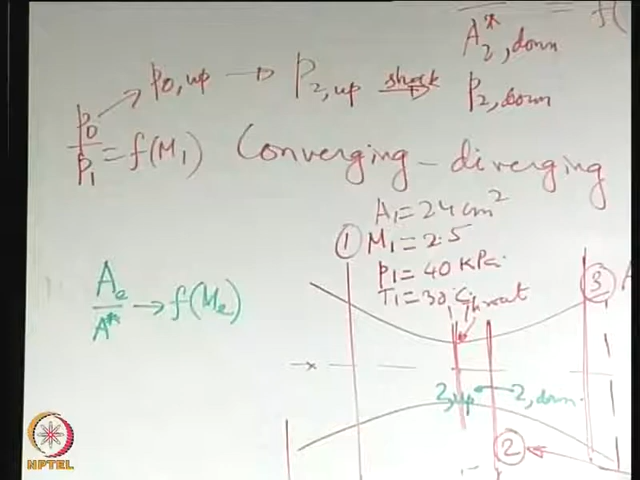 A*2, down = f(
p0, up → P2, up shock→ P2, down
p0/p1 = f(M1)
Converging - diverging
A1 = 24 cm²
① M1 = 2.5
p1 = 40 KPa
T1 = 30°C
Throat
③
Ae/A* → f(Me)
2, up ← 2, down
②
NPTEL